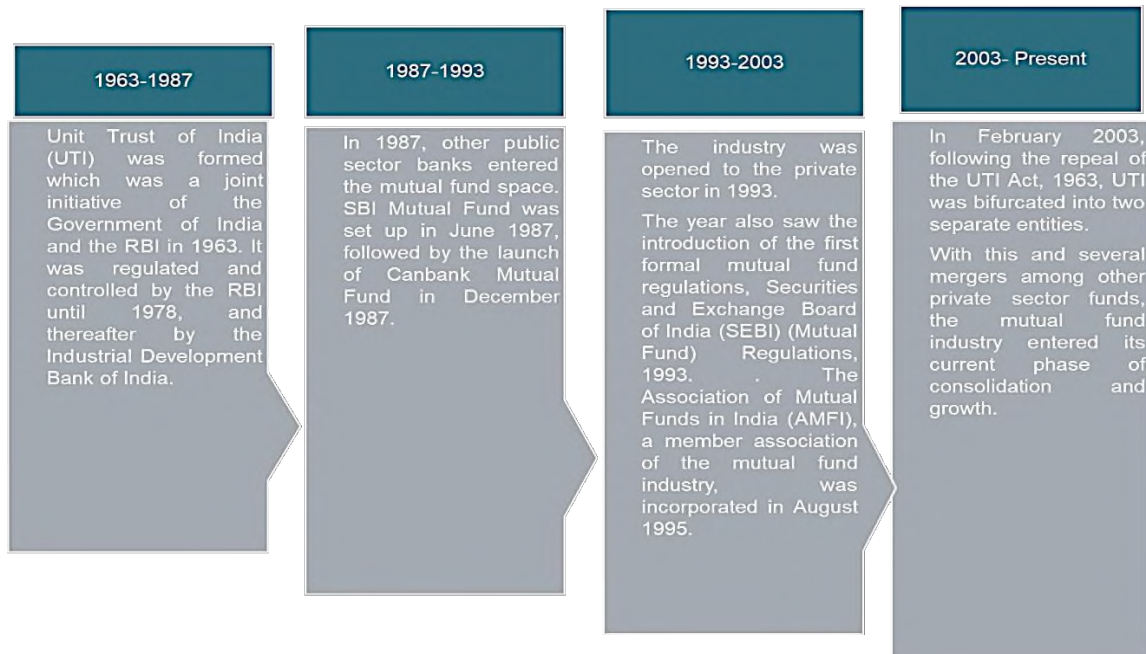 1963-1987
Unit Trust of India
(UTI) was formed
which was a joint
initiative of the
Government of India
and the RBI in 1963. It
was regulated and
controlled by the RBI
until 1978, and
thereafter by the
Industrial Development
Bank of India.
1987-1993
In 1987, other public
sector banks entered
the mutual fund space.
SBI Mutual Fund was
set up in June 1987,
followed by the launch
of Canbank Mutual
Fund in December
1987.
1993-2003
The industry was
opened to the private
sector in 1993.
The year also saw the
introduction of the first
formal mutual fund
regulations, Securities
and Exchange Board
of India (SEBI) (Mutual
Fund) Regulations,
1993. . The
Association of Mutual
Funds in India (AMFI),
a member association
of the mutual fund
industry, was
incorporated in August
1995.
2003- Present
In February 2003,
following the repeal of
the UTI Act, 1963, UTI
was bifurcated into two
separate entities.
With this and several
mergers among other
private sector funds,
the mutual fund
industry entered its
current phase of
consolidation and
growth.